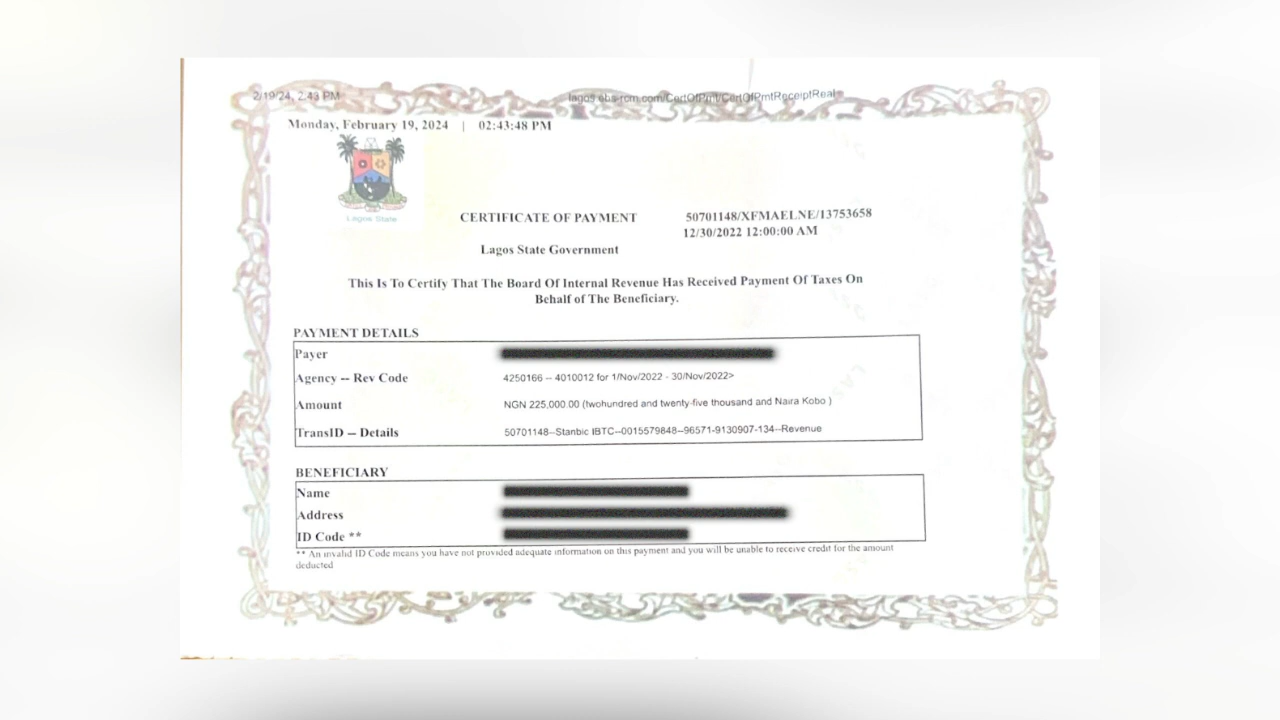 2/19/24, 2:43 PM lagos.ebs-rcm.com/CertOfPmt/CertOfPmtReceiptReal
Monday, February 19, 2024 | 02:43:48 PM
Lagos State
CERTIFICATE OF PAYMENT 50701148/XFMAELNE/13753658
12/30/2022 12:00:00 AM
Lagos State Government
This Is To Certify That The Board Of Internal Revenue Has Received Payment Of Taxes On
Behalf of The Beneficiary.
PAYMENT DETAILS
Payer
Agency -- Rev Code 4250166 -- 4010012 for 1/Nov/2022 - 30/Nov/2022>
Amount NGN 225,000.00 (twohundred and twenty-five thousand and Naira Kobo )
TransID -- Details 50701148--Stanbic IBTC--0015579848--96571-9130907-134--Revenue
BENEFICIARY
Name
Address
ID Code **
** An invalid ID Code means you have not provided adequate information on this payment and you will be unable to receive credit for the amount
deducted